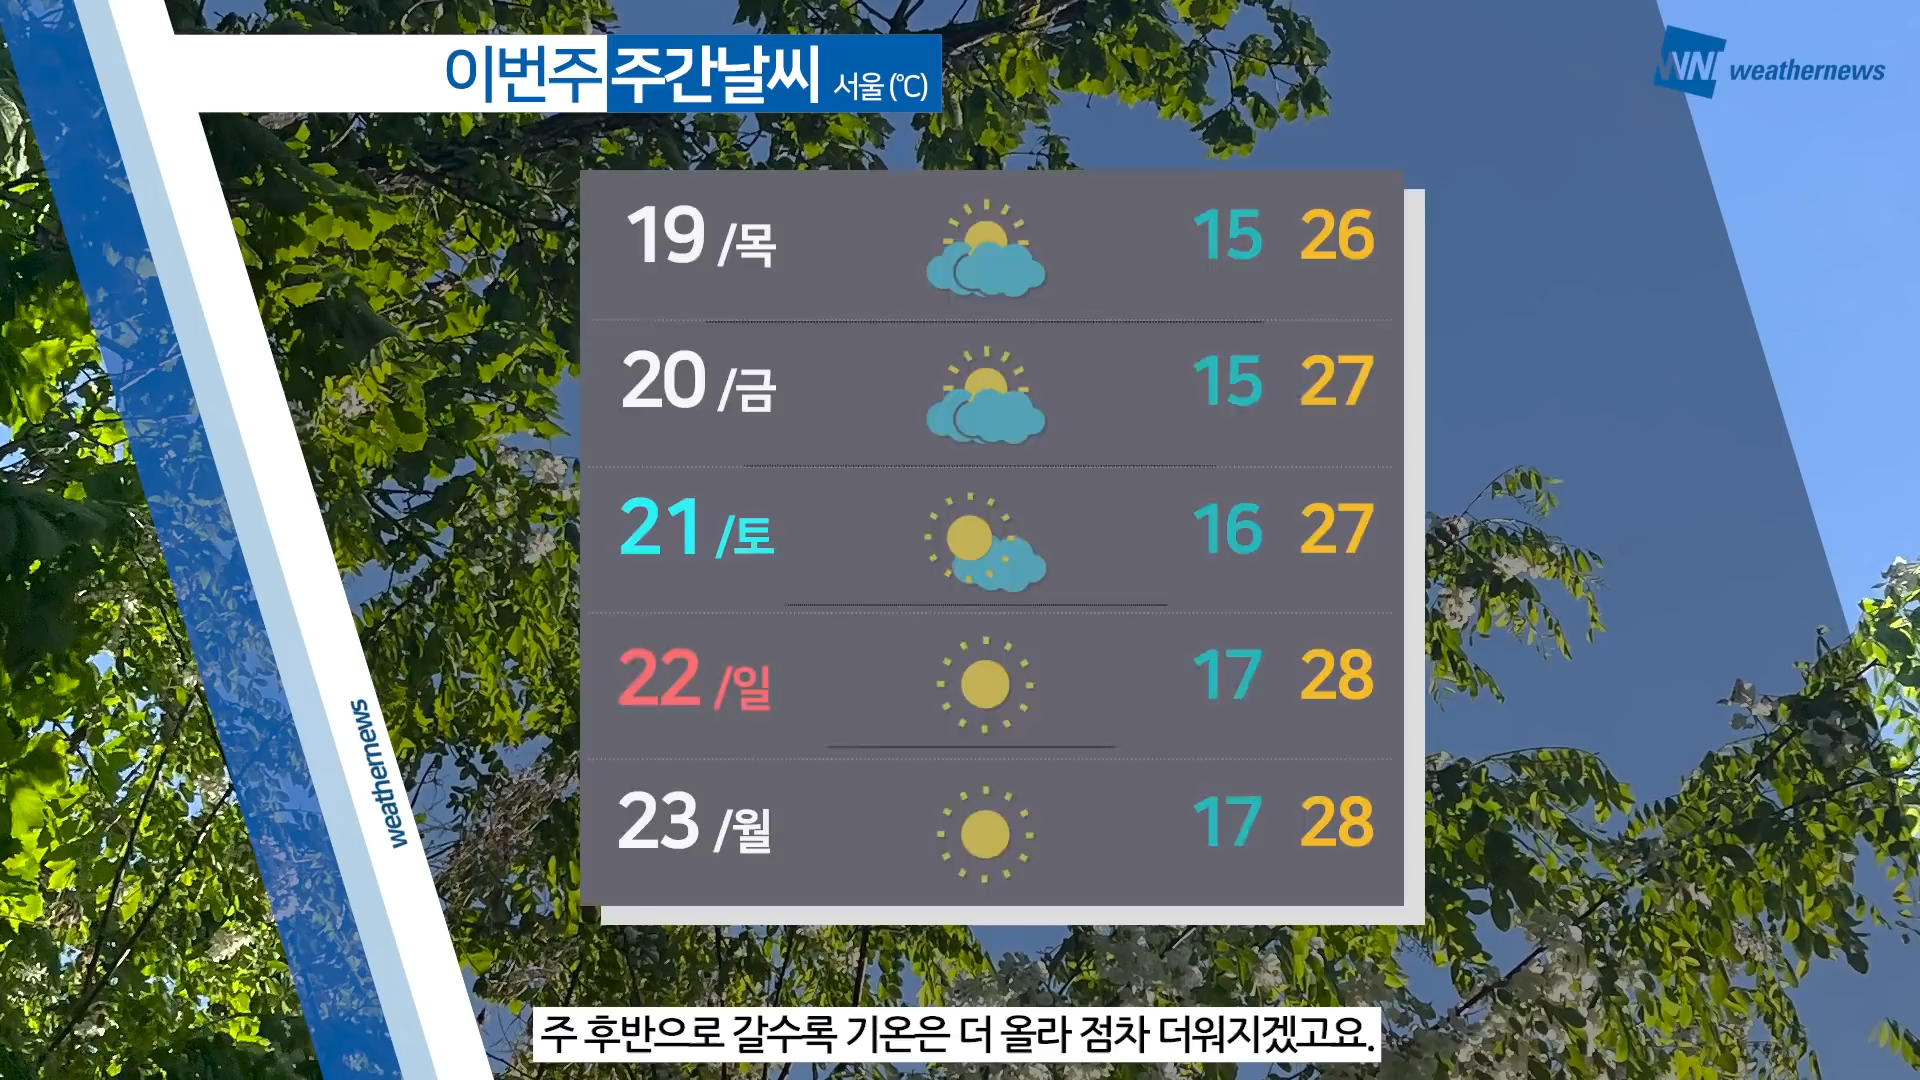 이번주 주간날씨 서울 (℃)
WNI weathernews
19 /목 15 26
20 /금 15 27
21 /토 16 27
22 /일 17 28
23 /월 17 28
weathernews
주 후반으로 갈수록 기온은 더 올라 점차 더워지겠고요.